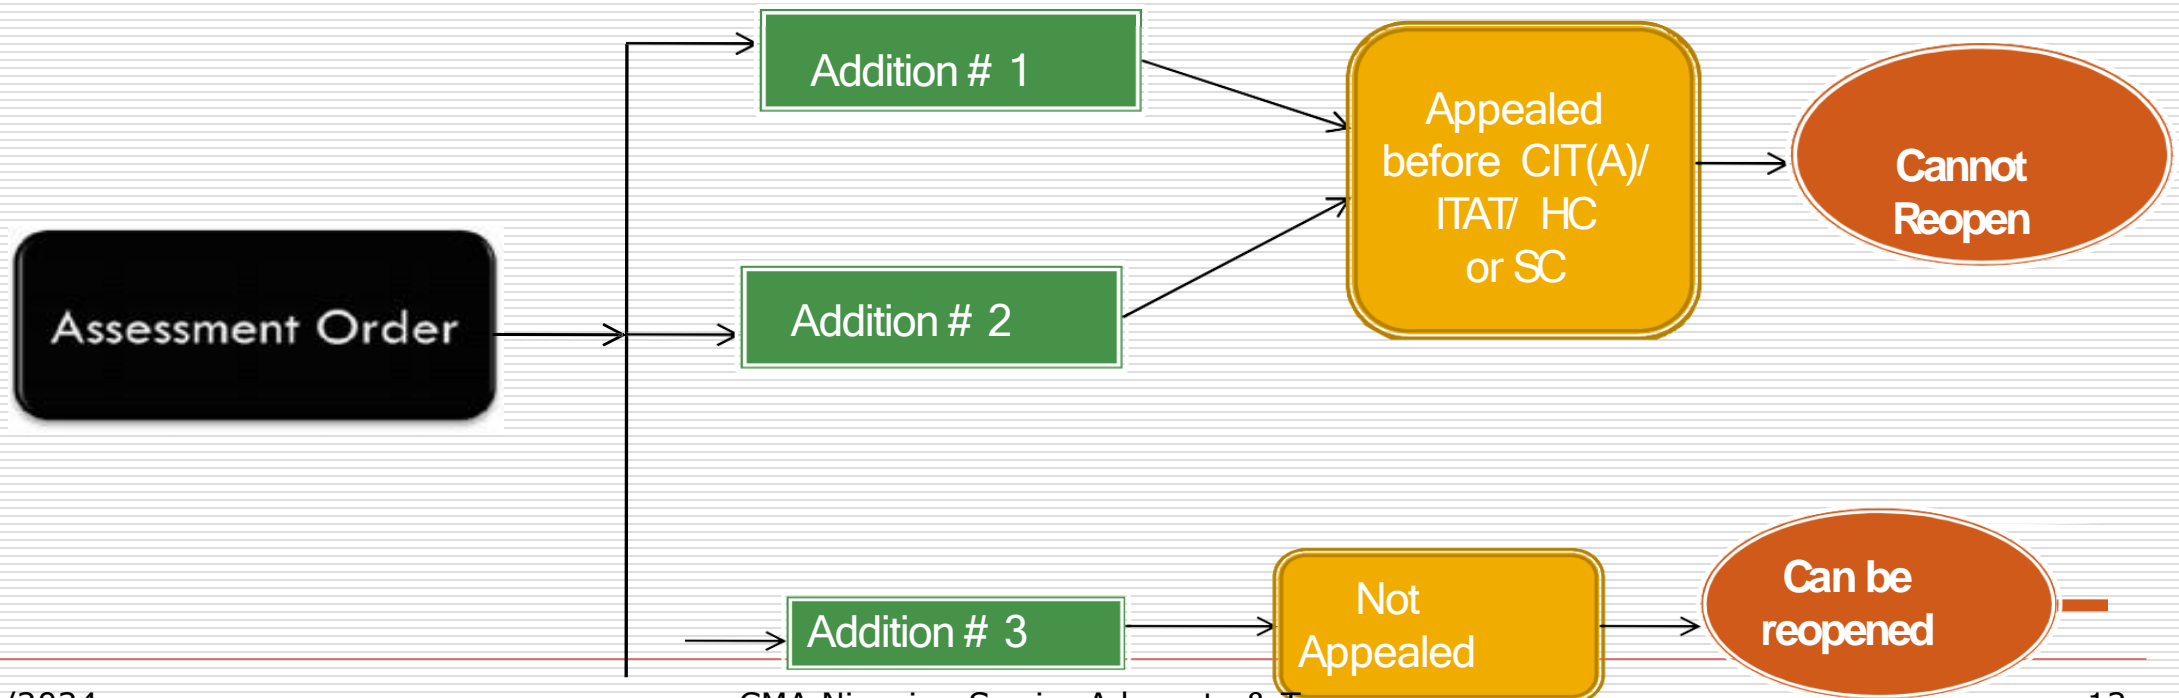 Addition # 1
Appealed
before CIT(A)/
ITAT/ HC
or SC
Cannot
Reopen
Assessment Order
Addition # 2
Can be
reopened
Not
Appealed
Addition # 3